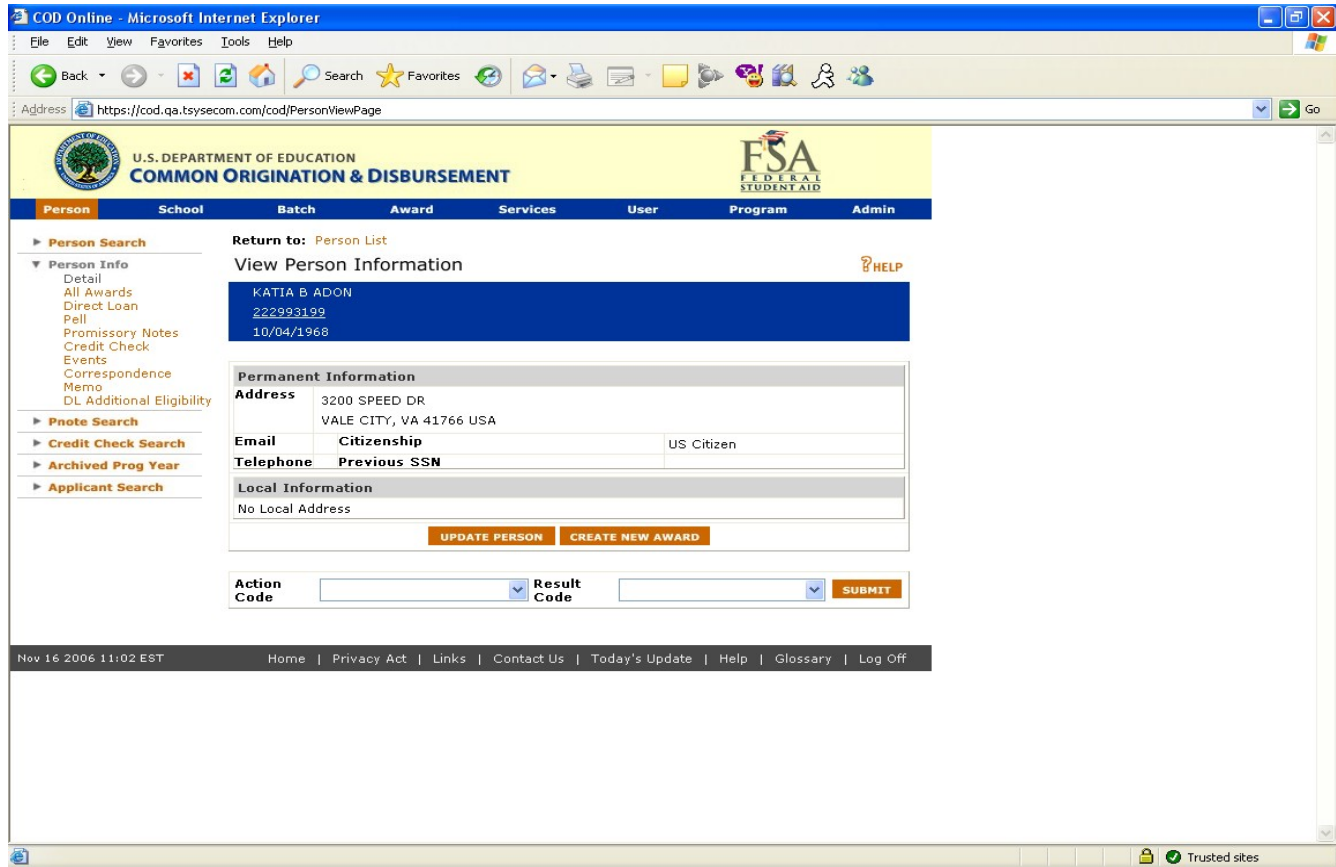 COD Online - Microsoft Internet Explorer
File Edit View Favorites Tools Help
Back Search Favorites
Address https://cod.qa.tsysecom.com/cod/PersonViewPage Go
U.S. DEPARTMENT OF EDUCATION
COMMON ORIGINATION & DISBURSEMENT
FSA
FEDERAL
STUDENT AID
Person School Batch Award Services User Program Admin
Person Search
Person Info
Detail
All Awards
Direct Loan
Pell
Promissory Notes
Credit Check
Events
Correspondence
Memo
DL Additional Eligibility
Pnote Search
Credit Check Search
Archived Prog Year
Applicant Search
Return to: Person List
View Person Information
HELP
KATIA B ADON
222993199
10/04/1968
Permanent Information
Address 3200 SPEED DR
VALE CITY, VA 41766 USA
Email Citizenship US Citizen
Telephone Previous SSN
Local Information
No Local Address
UPDATE PERSON CREATE NEW AWARD
Action Code Result Code SUBMIT
Nov 16 2006 11:02 EST Home | Privacy Act | Links | Contact Us | Today's Update | Help | Glossary | Log Off
Trusted sites